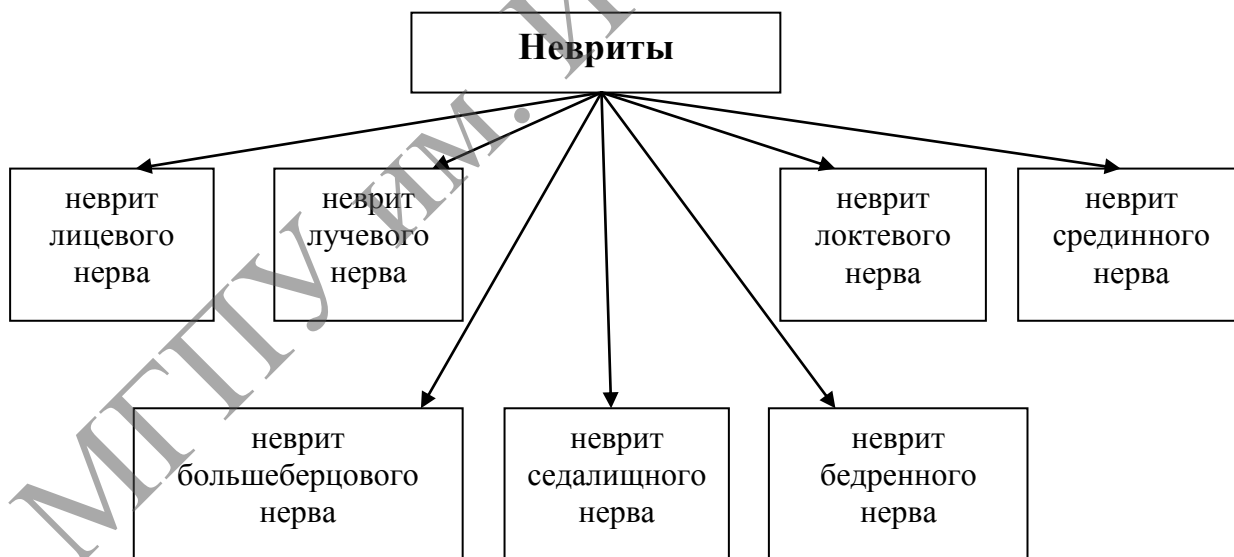 Невриты
неврит
лицевого
нерва
неврит
лучевого
нерва
неврит
локтевого
нерва
неврит
срединного
нерва
неврит
большеберцового
нерва
неврит
седалищного
нерва
неврит
бедренного
нерва
МГПУ им. И